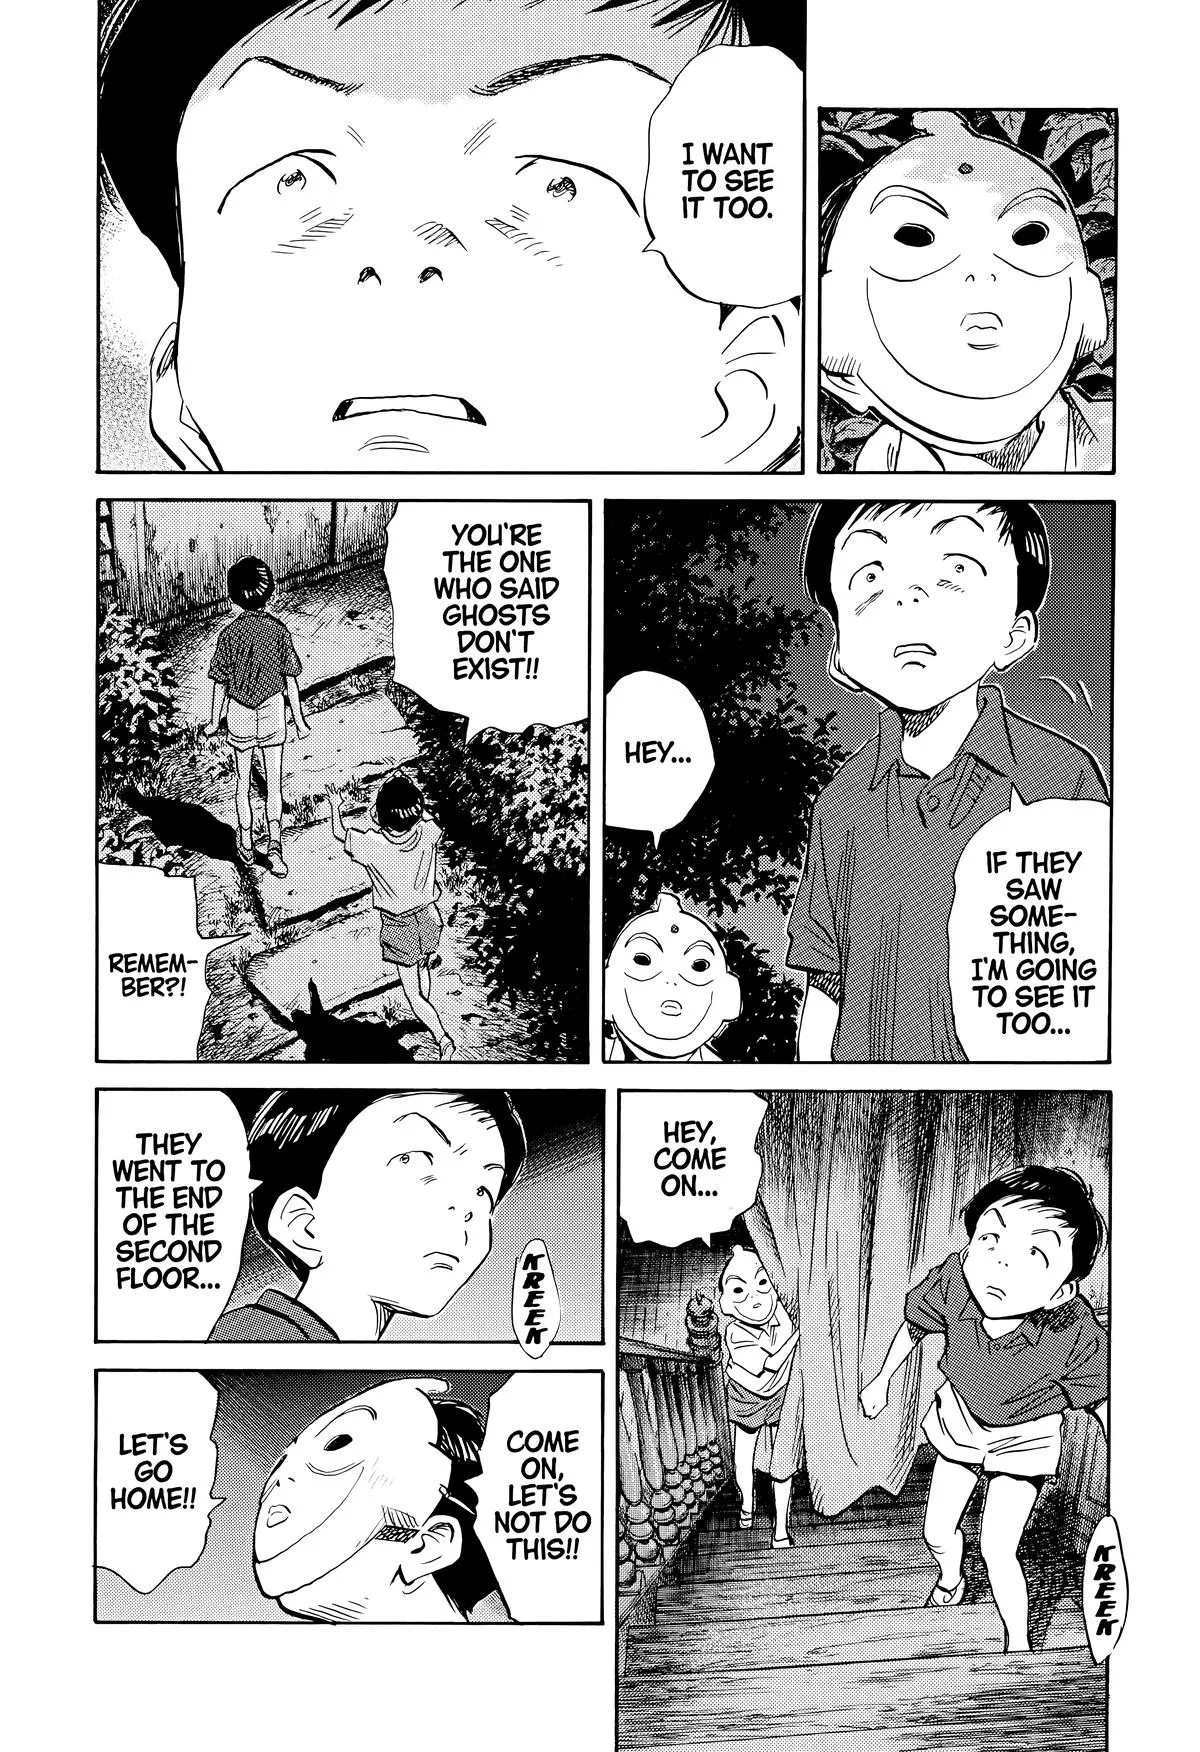 I WANT
TO SEE
IT TOO.
IF THEY
SAW
SOME-
THING,
I'M GOING
TO SEE IT
TOO...
HEY...
YOU'RE
THE ONE
WHO SAID
GHOSTS
DON'T
EXIST!!
REMEM-
BER?!
HEY,
COME
ON...
KREEK
KREEK
THEY
WENT TO
THE END
OF THE
SECOND
FLOOR...
COME
ON,
LET'S
NOT DO
THIS!!
LET'S
GO
HOME!!